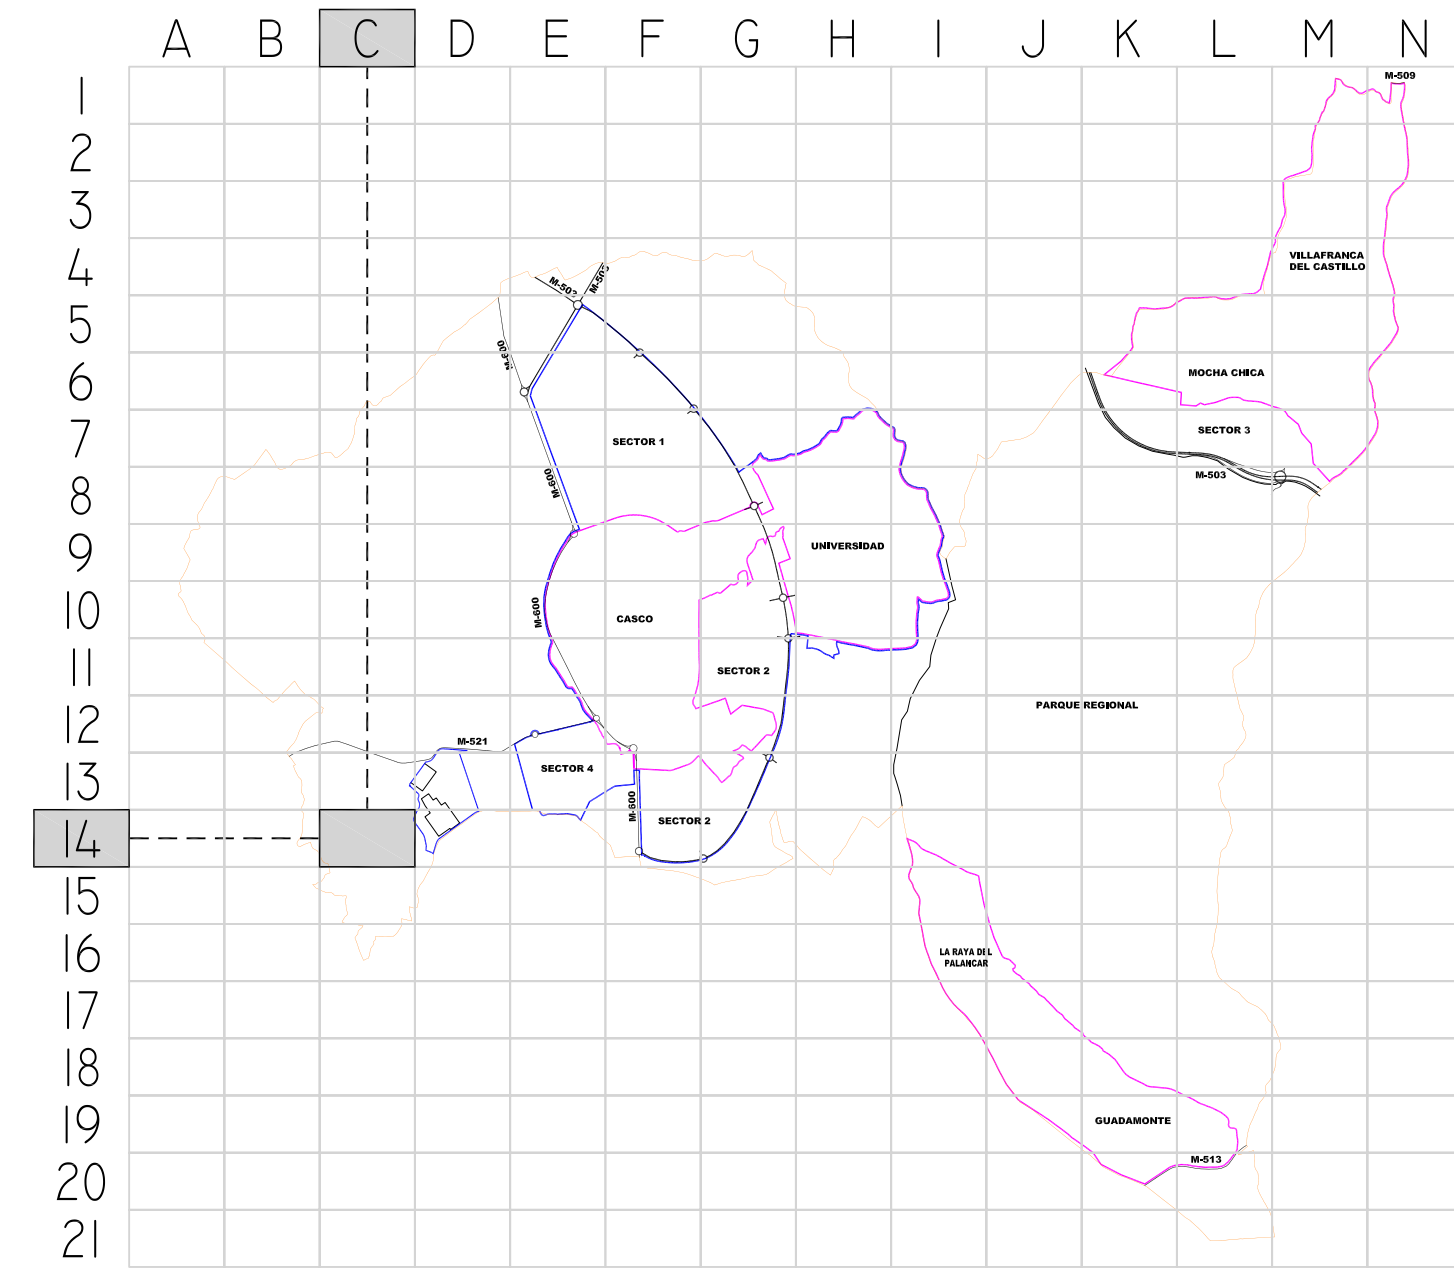 A B C D E F G H I J K L M N
1
M-509
2
3
4
VILLAFRANCA
DEL CASTILLO
M-503
M-503
5
M-600
6
MOCHA CHICA
7
SECTOR 1
SECTOR 3
8
M-600
M-503
9
UNIVERSIDAD
10
M-600
CASCO
11
SECTOR 2
12
PARQUE REGIONAL
M-521
13
SECTOR 4
M-600
14
SECTOR 2
15
16
LA RAYA DEL
PALANCAR
17
18
19
GUADAMONTE
20
M-513
21